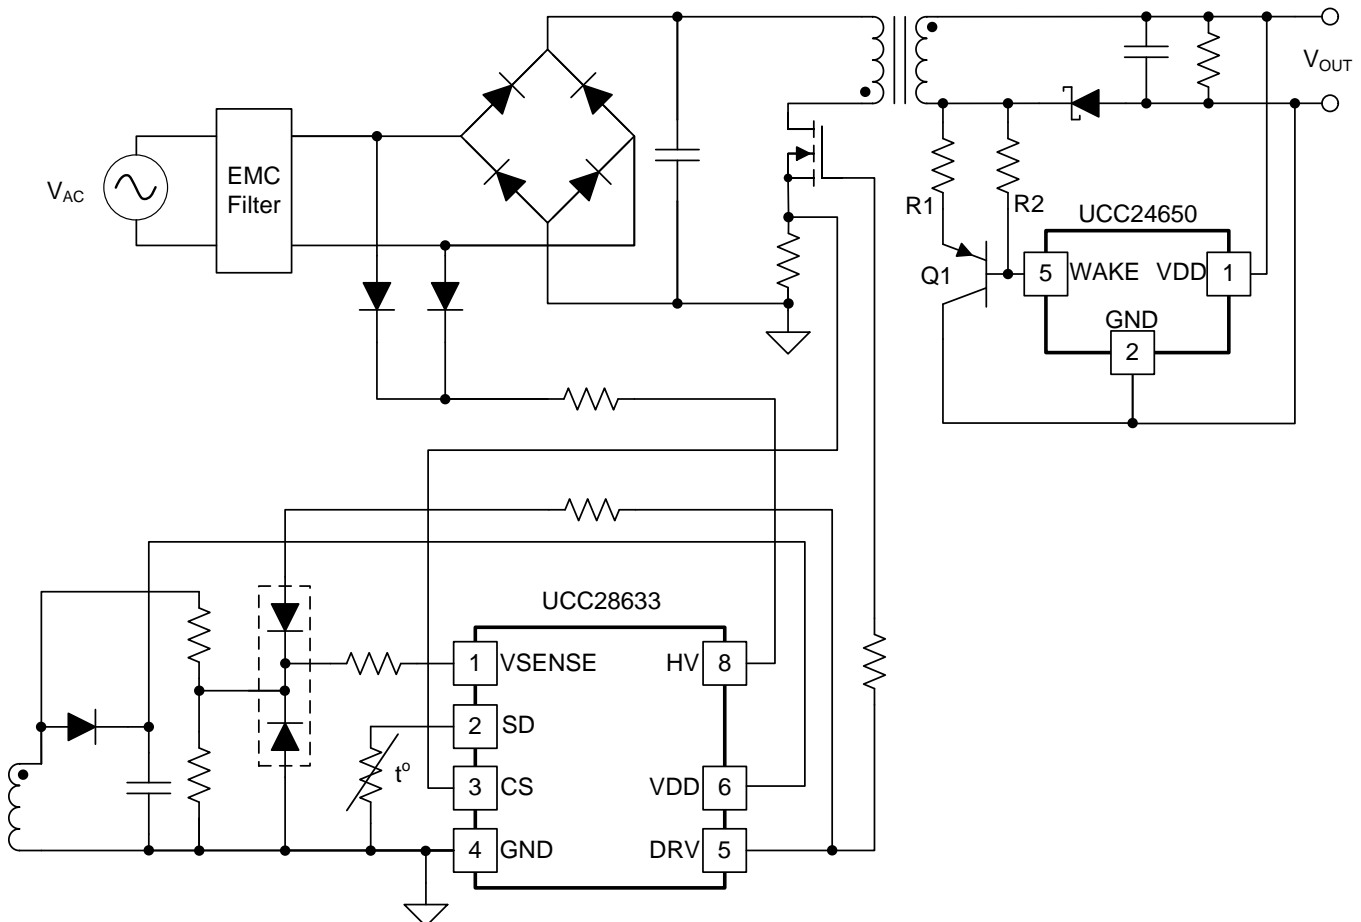 V_OUT
EMC
Filter
V_AC
R1
R2
UCC24650
Q1
5
WAKE
VDD
1
GND
2
UCC28633
1
VSENSE
HV
8
2
SD
t°
3
CS
VDD
6
4
GND
DRV
5